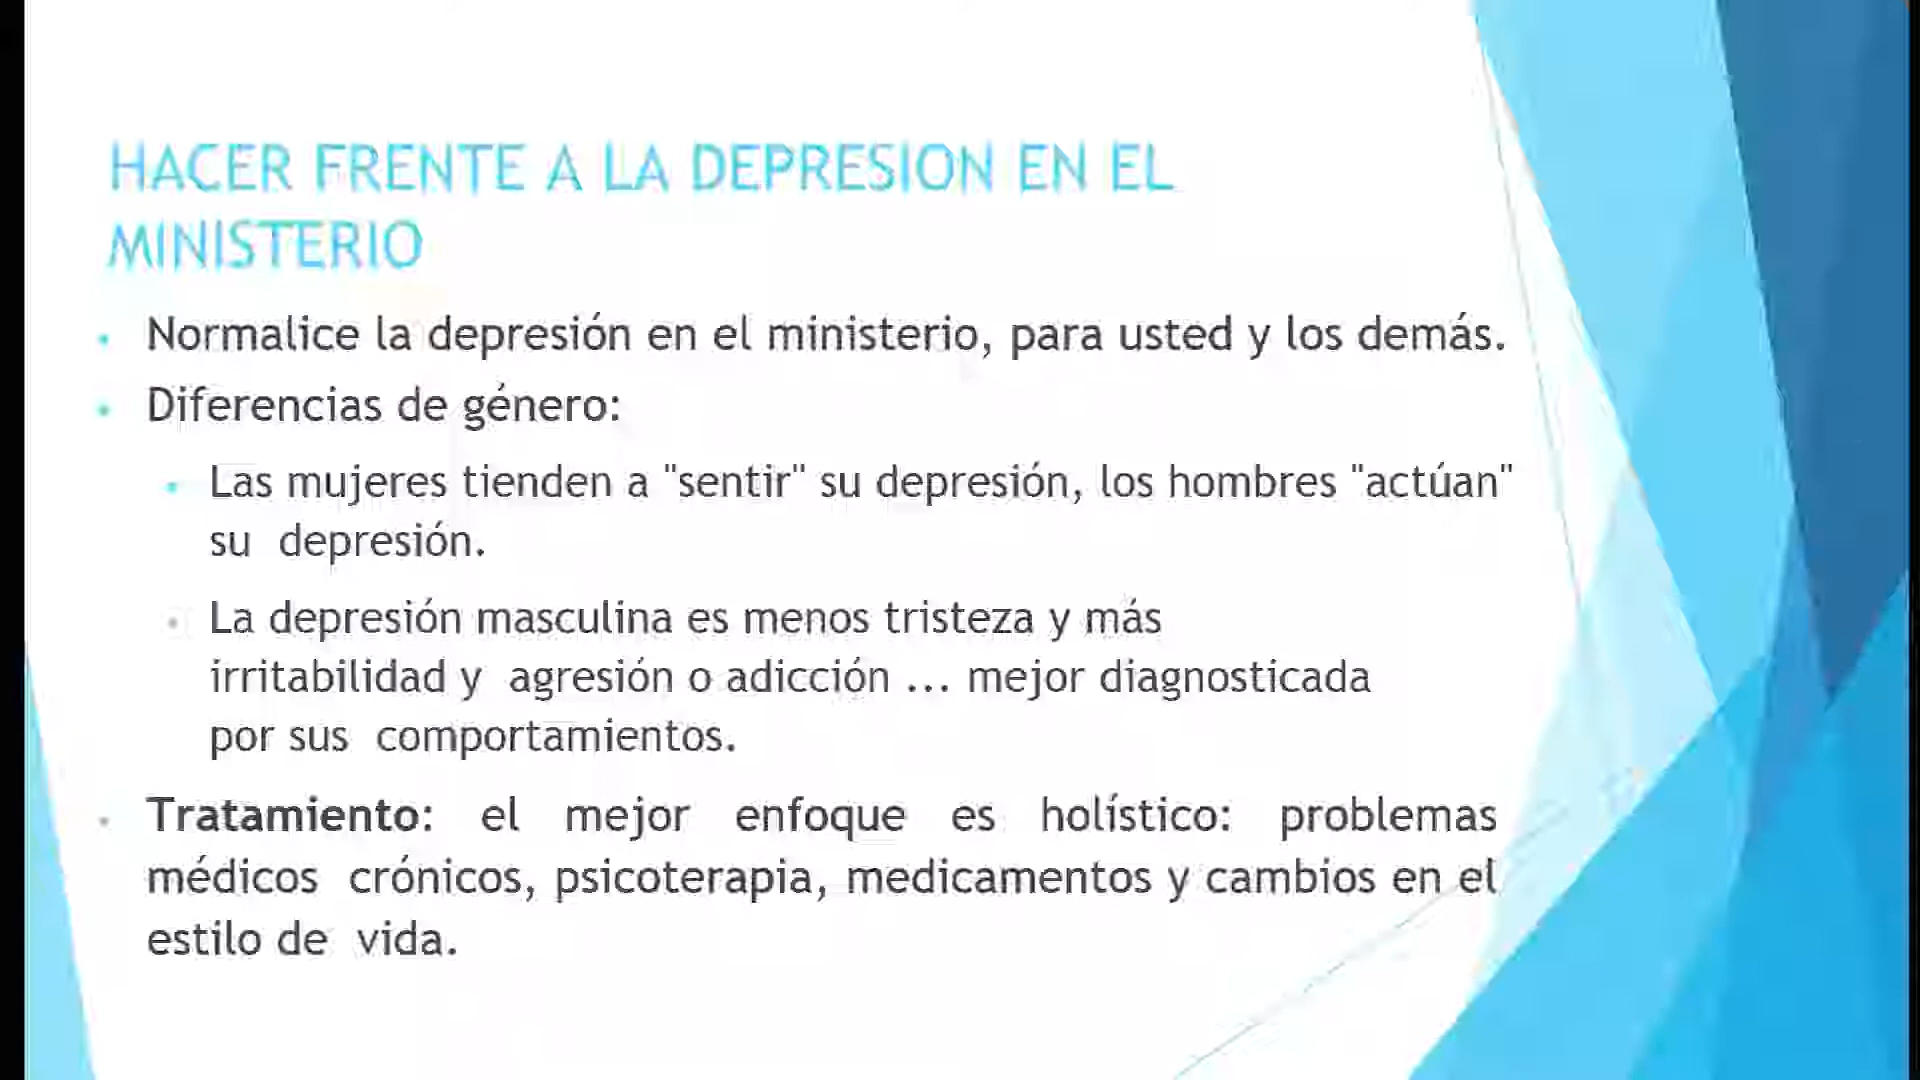 HACER FRENTE A LA DEPRESION EN EL
MINISTERIO
• Normalice la depresión en el ministerio, para usted y los demás.
• Diferencias de género:
• Las mujeres tienden a "sentir" su depresión, los hombres "actúan"
su depresión.
• La depresión masculina es menos tristeza y más
irritabilidad y agresión o adicción ... mejor diagnosticada
por sus comportamientos.
• Tratamiento: el mejor enfoque es holístico: problemas
médicos crónicos, psicoterapia, medicamentos y cambios en el
estilo de vida.